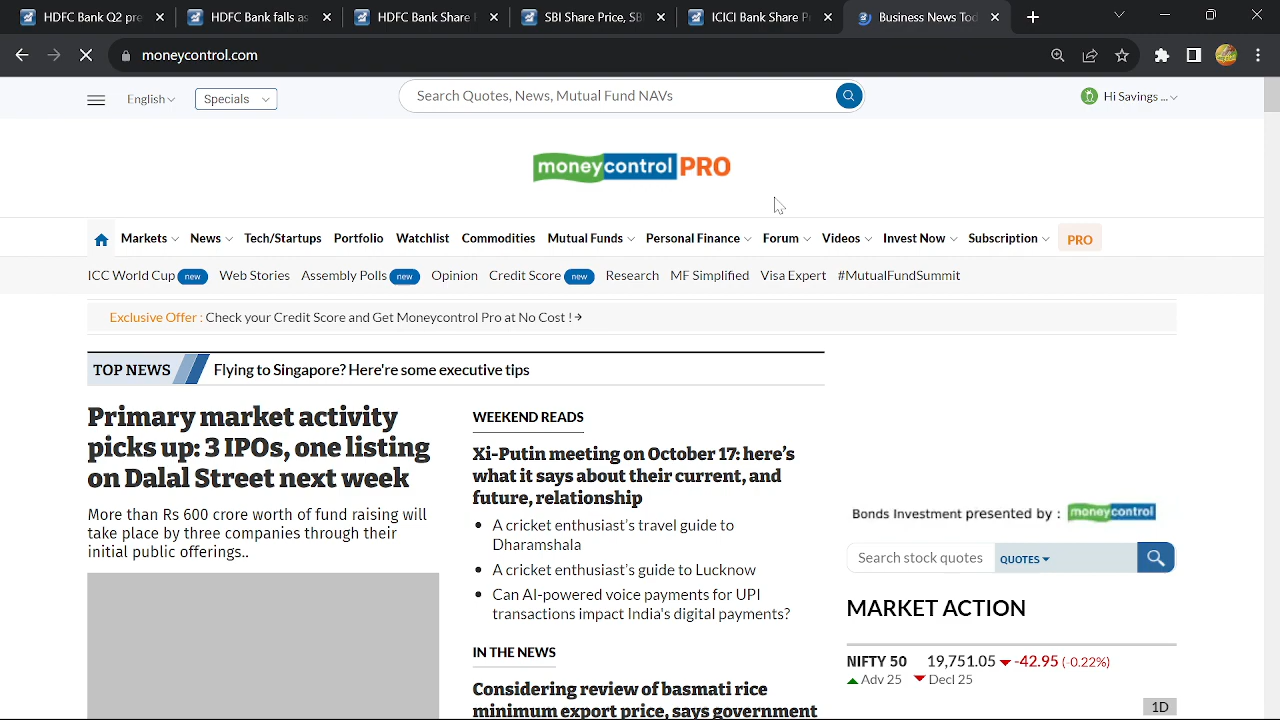 HDFC Bank Q2 pre
HDFC Bank falls as
HDFC Bank Share
SBI Share Price, SB
ICICI Bank Share P
Business News Tod
moneycontrol.com
English
Specials
Search Quotes, News, Mutual Fund NAVs
Hi Savings ...
moneycontrol PRO
Markets News Tech/Startups Portfolio Watchlist Commodities Mutual Funds Personal Finance Forum Videos Invest Now Subscription PRO
ICC World Cup new Web Stories Assembly Polls new Opinion Credit Score new Research MF Simplified Visa Expert #MutualFundSummit
Exclusive Offer : Check your Credit Score and Get Moneycontrol Pro at No Cost !→
TOP NEWS Flying to Singapore? Here're some executive tips
Primary market activity
picks up: 3 IPOs, one listing
on Dalal Street next week
More than Rs 600 crore worth of fund raising will
take place by three companies through their
initial public offerings..
WEEKEND READS
Xi-Putin meeting on October 17: here's
what it says about their current, and
future, relationship
• A cricket enthusiast's travel guide to
Dharamshala
• A cricket enthusiast's guide to Lucknow
• Can AI-powered voice payments for UPI
transactions impact India's digital payments?
IN THE NEWS
Considering review of basmati rice
minimum export price, says government
Bonds Investment presented by : moneycontrol
Search stock quotes QUOTES
MARKET ACTION
NIFTY 50 19,751.05 ▼ -42.95 (-0.22%)
▲ Adv 25 ▼ Decl 25
1D